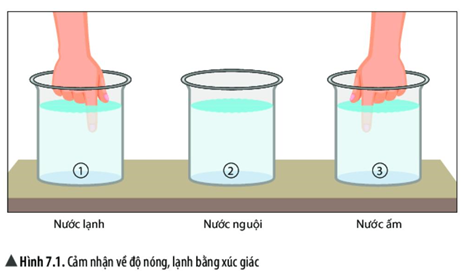 1
2
3
Nước lạnh
Nước nguội
Nước ấm
▲ Hình 7.1. Cảm nhận về độ nóng, lạnh bằng xúc giác